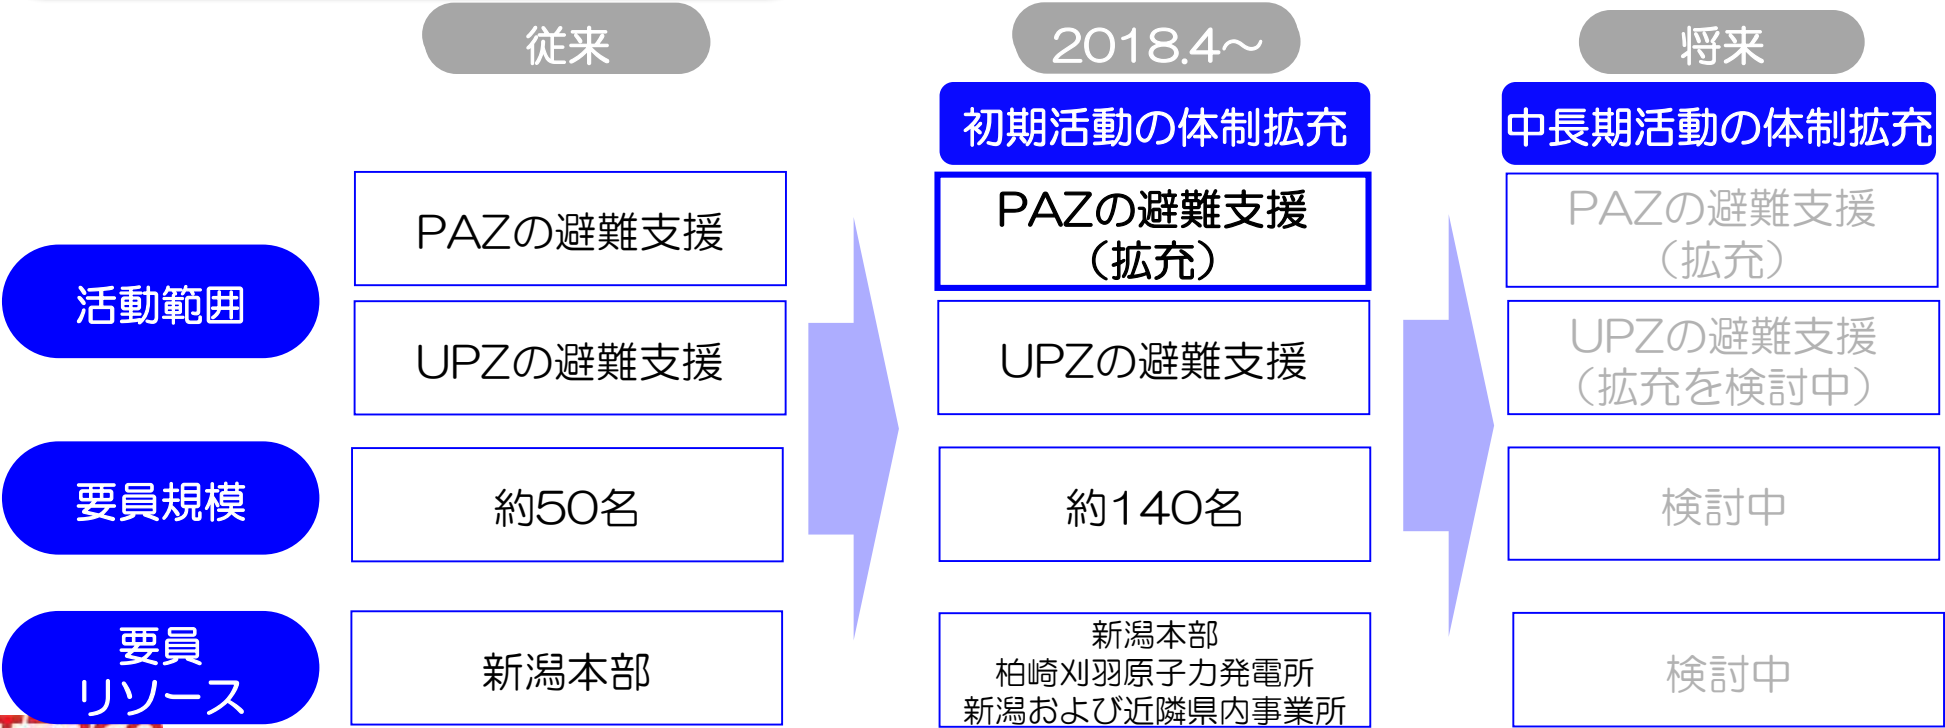 従来
2018.4～
将来
初期活動の体制拡充
中長期活動の体制拡充
活動範囲
PAZの避難支援
PAZの避難支援
（拡充）
PAZの避難支援
（拡充）
UPZの避難支援
UPZの避難支援
UPZの避難支援
（拡充を検討中）
要員規模
約50名
約140名
検討中
要員
リソース
新潟本部
新潟本部
柏崎刈羽原子力発電所
新潟および近隣県内事業所
検討中